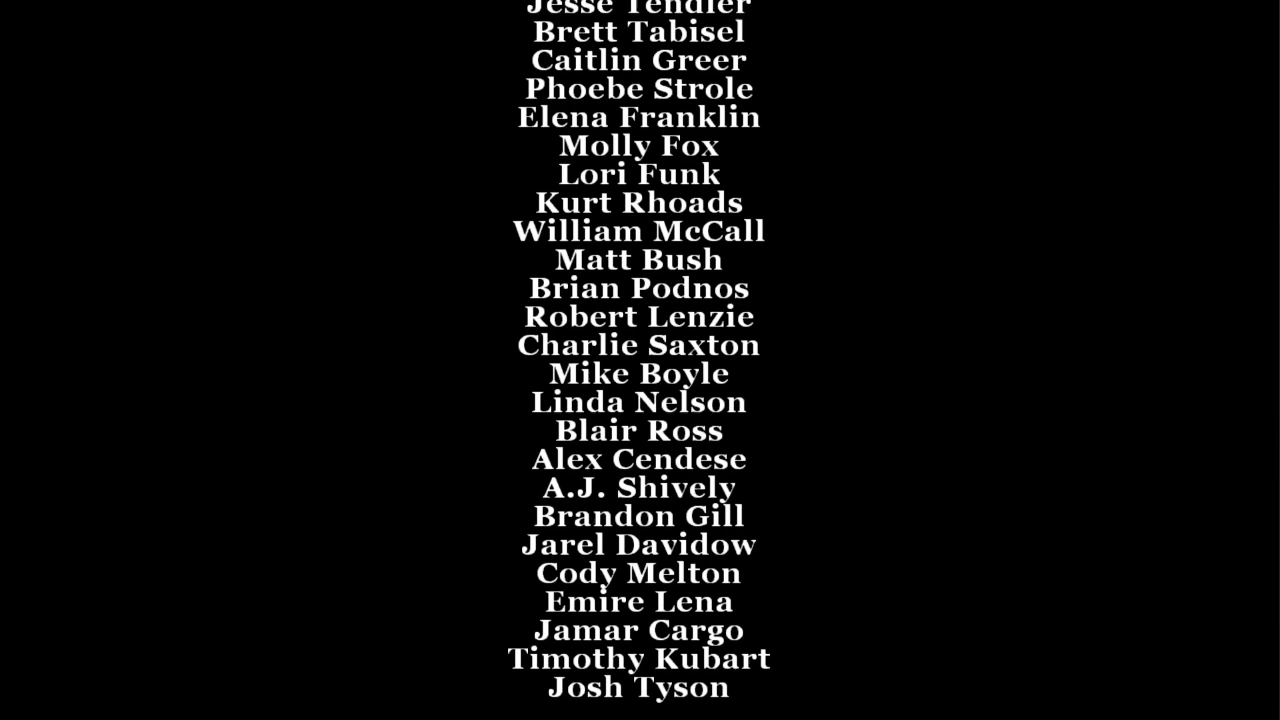 Jesse Tendler
Brett Tabisel
Caitlin Greer
Phoebe Strole
Elena Franklin
Molly Fox
Lori Funk
Kurt Rhoads
William McCall
Matt Bush
Brian Podnos
Robert Lenzie
Charlie Saxton
Mike Boyle
Linda Nelson
Blair Ross
Alex Cendese
A.J. Shively
Brandon Gill
Jarel Davidow
Cody Melton
Emire Lena
Jamar Cargo
Timothy Kubart
Josh Tyson